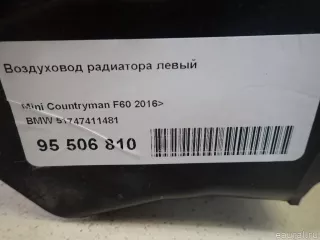 Воздуховод радиатора левый
Mini Countryman F60 2016>
BMW 51747411481
95 506 810